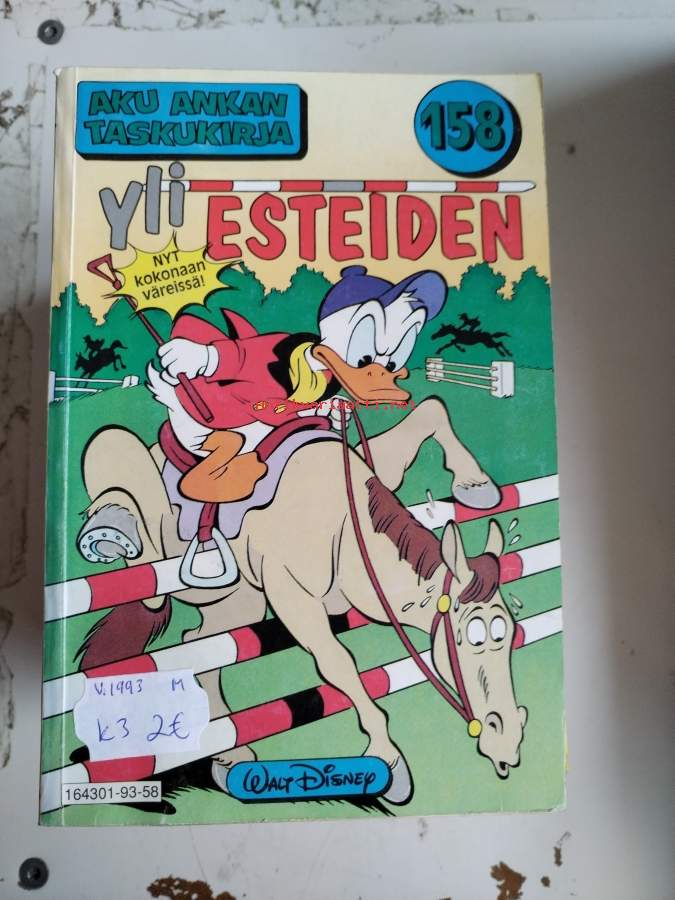 AKU ANKAN
TASKUKIRJA
158
yli
ESTEIDEN
NYT
kokonaan
väreissä!
V.1993 M
K3 2€
WALT DISNEY
164301-93-58